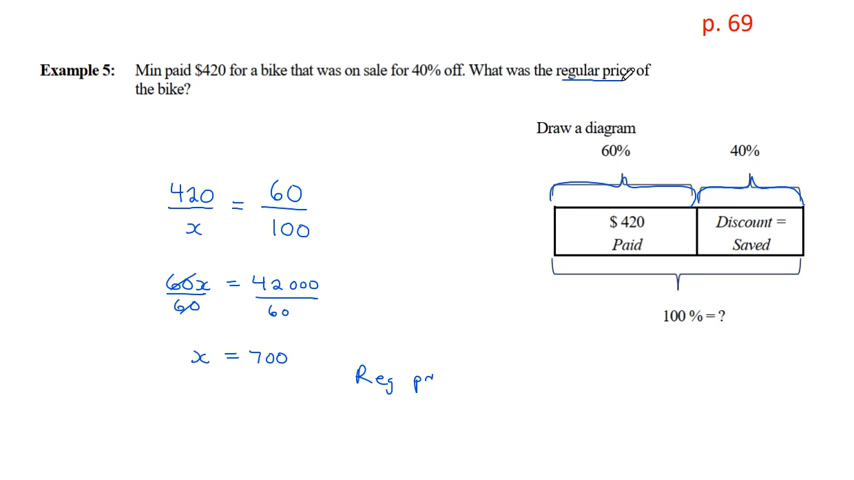 p. 69
Example 5: Min paid $420 for a bike that was on sale for 40% off. What was the regular price of
the bike?
Draw a diagram
60% 40%
$ 420 Discount =
Paid Saved
100 % = ?
420/x = 60/100
60x/60 = 42000/60
x = 700
Reg pr